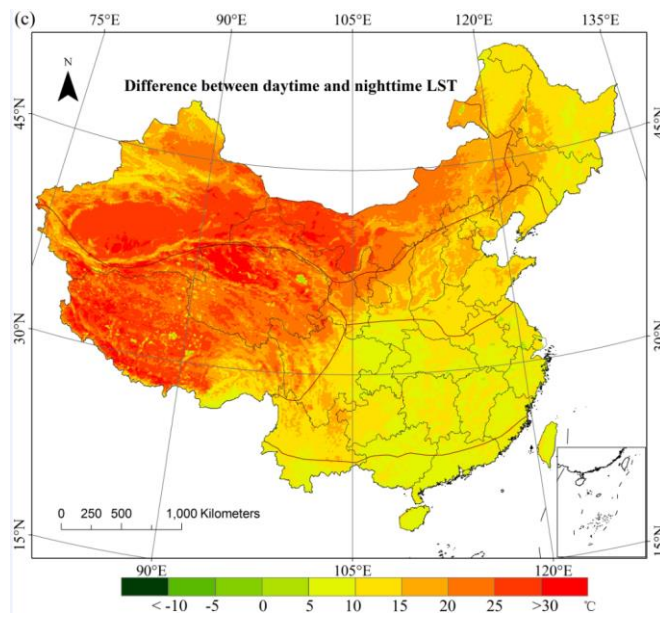 (c)
75°E 90°E 105°E 120°E 135°E
N
Difference between daytime and nighttime LST
45°N 45°N
30°N 30°N
15°N 15°N
0 250 500 1,000 Kilometers
90°E 105°E 120°E
< -10 -5 0 5 10 15 20 25 >30 ℃